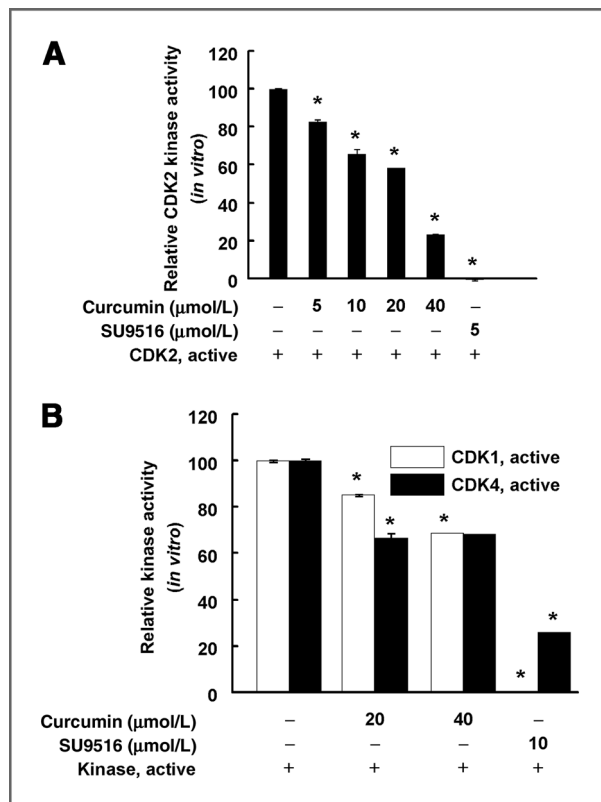 A
Relative CDK2 kinase activity
(in vitro)
120
100
80
60
40
20
0
* * * * *
Curcumin (μmol/L) – 5 10 20 40 –
SU9516 (μmol/L) – – – – – 5
CDK2, active + + + + + +
B
Relative kinase activity
(in vitro)
120
100
80
60
40
20
0
CDK1, active
CDK4, active
* * * * *
Curcumin (μmol/L) – 20 40 –
SU9516 (μmol/L) – – – 10
Kinase, active + + + +